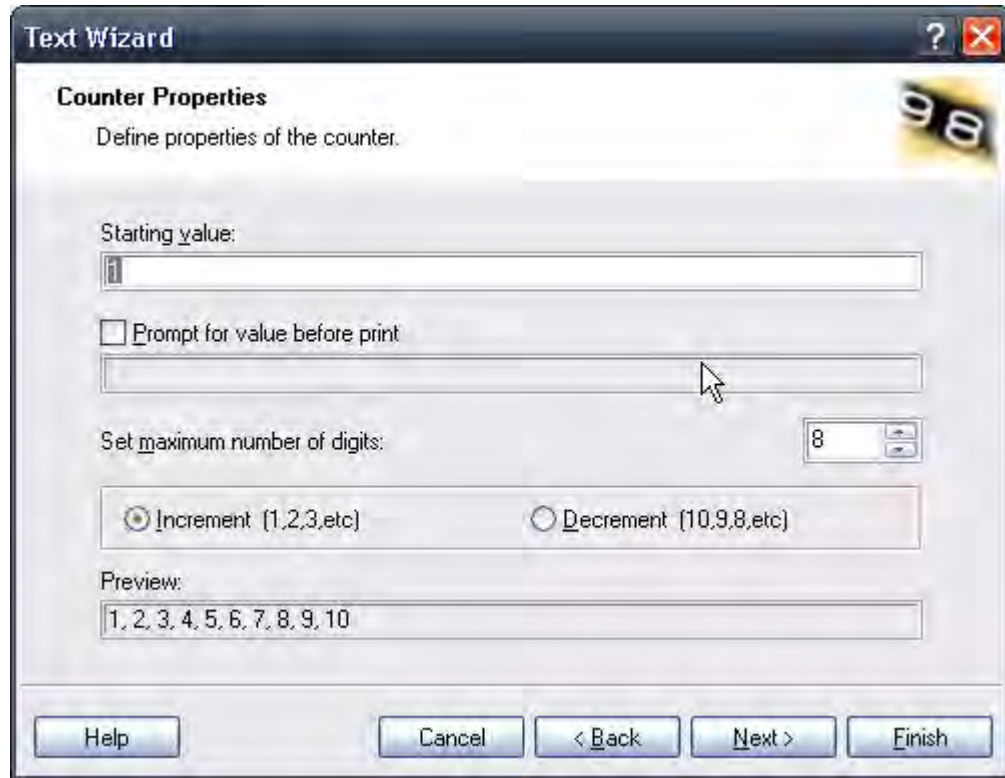 Text Wizard
Counter Properties
Define properties of the counter.
98
Starting value:
1
Prompt for value before print
Set maximum number of digits:
8
Increment (1,2,3,etc)
Decrement (10,9,8,etc)
Preview:
1, 2, 3, 4, 5, 6, 7, 8, 9, 10
Help
Cancel
< Back
Next >
Finish